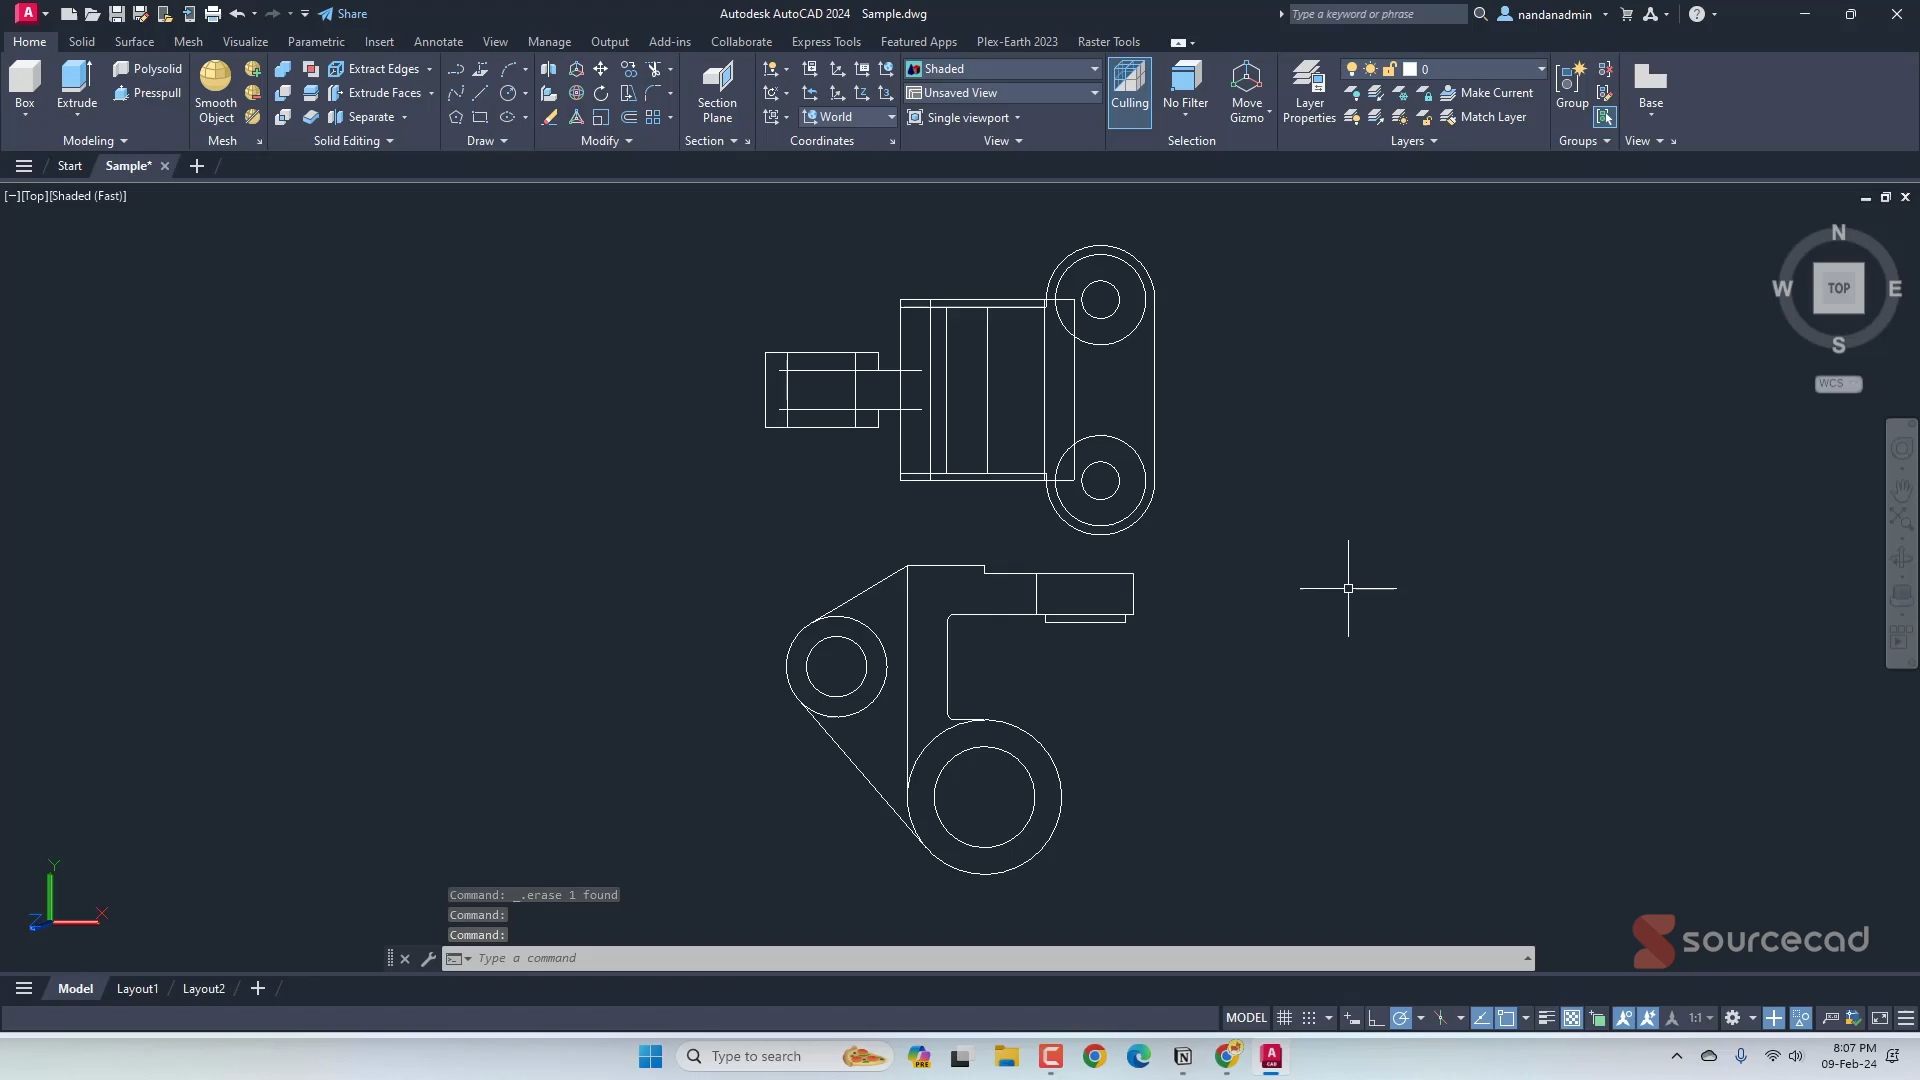 A Share Autodesk AutoCAD 2024 Sample.dwg Type a keyword or phrase nandanadmin
Home Solid Surface Mesh Visualize Parametric Insert Annotate View Manage Output Add-ins Collaborate Express Tools Featured Apps Plex-Earth 2023 Raster Tools
Polysolid Extract Edges Shaded 0
Presspull Extrude Faces Unsaved View Make Current
Box Extrude Smooth Object Separate Section Plane World Single viewport Culling No Filter Move Gizmo Layer Properties Match Layer Group Base
Modeling Mesh Solid Editing Draw Modify Section Coordinates View Selection Layers Groups View
Start Sample* +
[−][Top][Shaded (Fast)]
N
W TOP E
S
WCS
Y
X
Z
Command: _.erase 1 found
Command:
Command:
Type a command
sourcecad
Model Layout1 Layout2 +
MODEL 1:1
Type to search PRE A CAD 8:07 PM
09-Feb-24